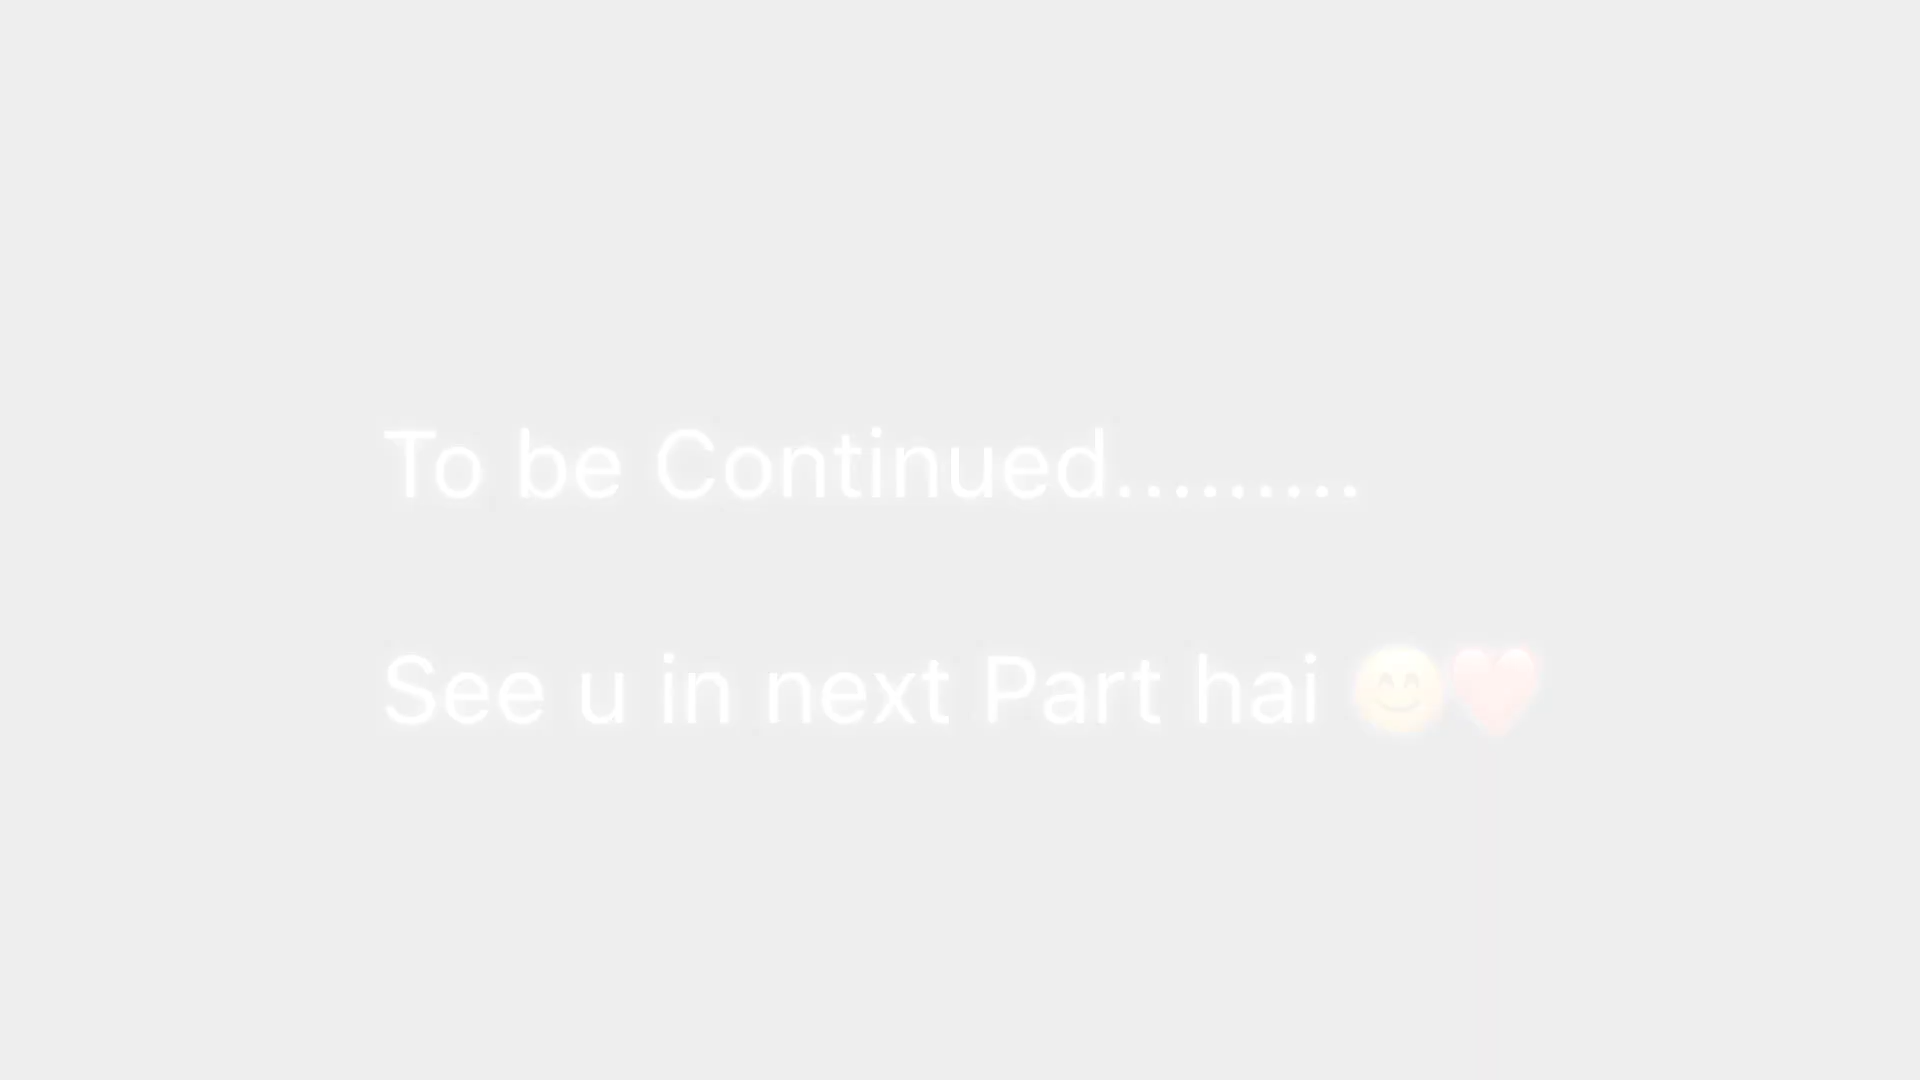 To be Continued.........
See u in next Part hai 😊❤️